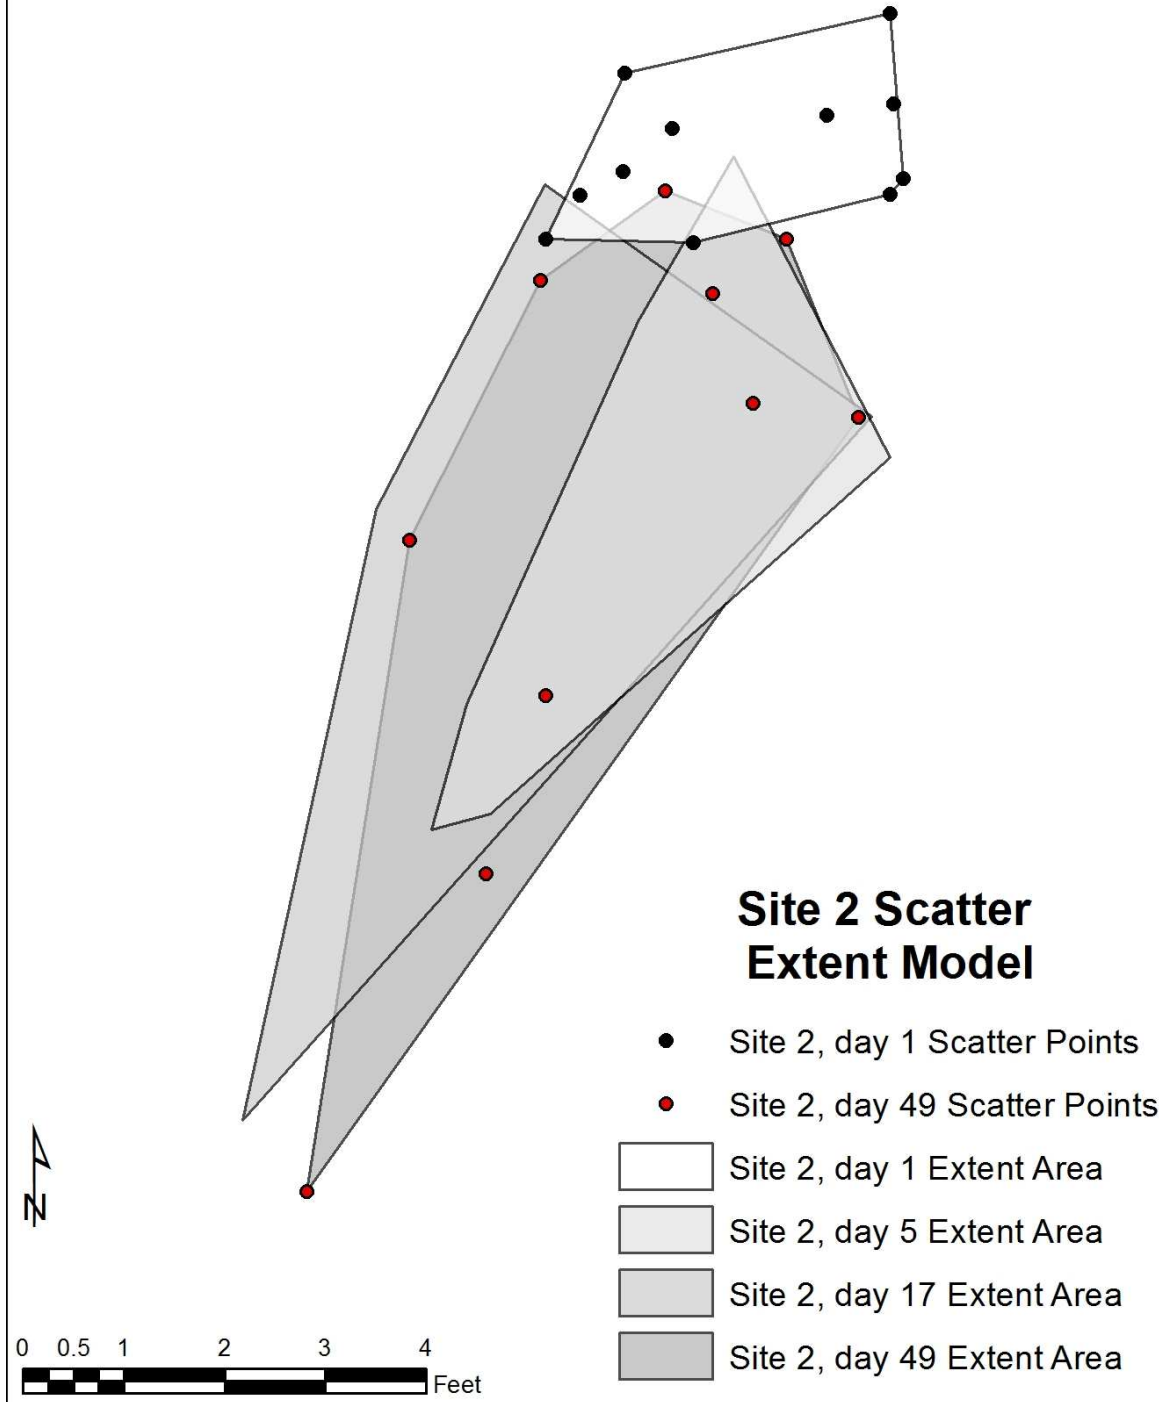 Site 2 Scatter
Extent Model
Site 2, day 1 Scatter Points
Site 2, day 49 Scatter Points
Site 2, day 1 Extent Area
Site 2, day 5 Extent Area
Site 2, day 17 Extent Area
Site 2, day 49 Extent Area
N
0 0.5 1 2 3 4
Feet